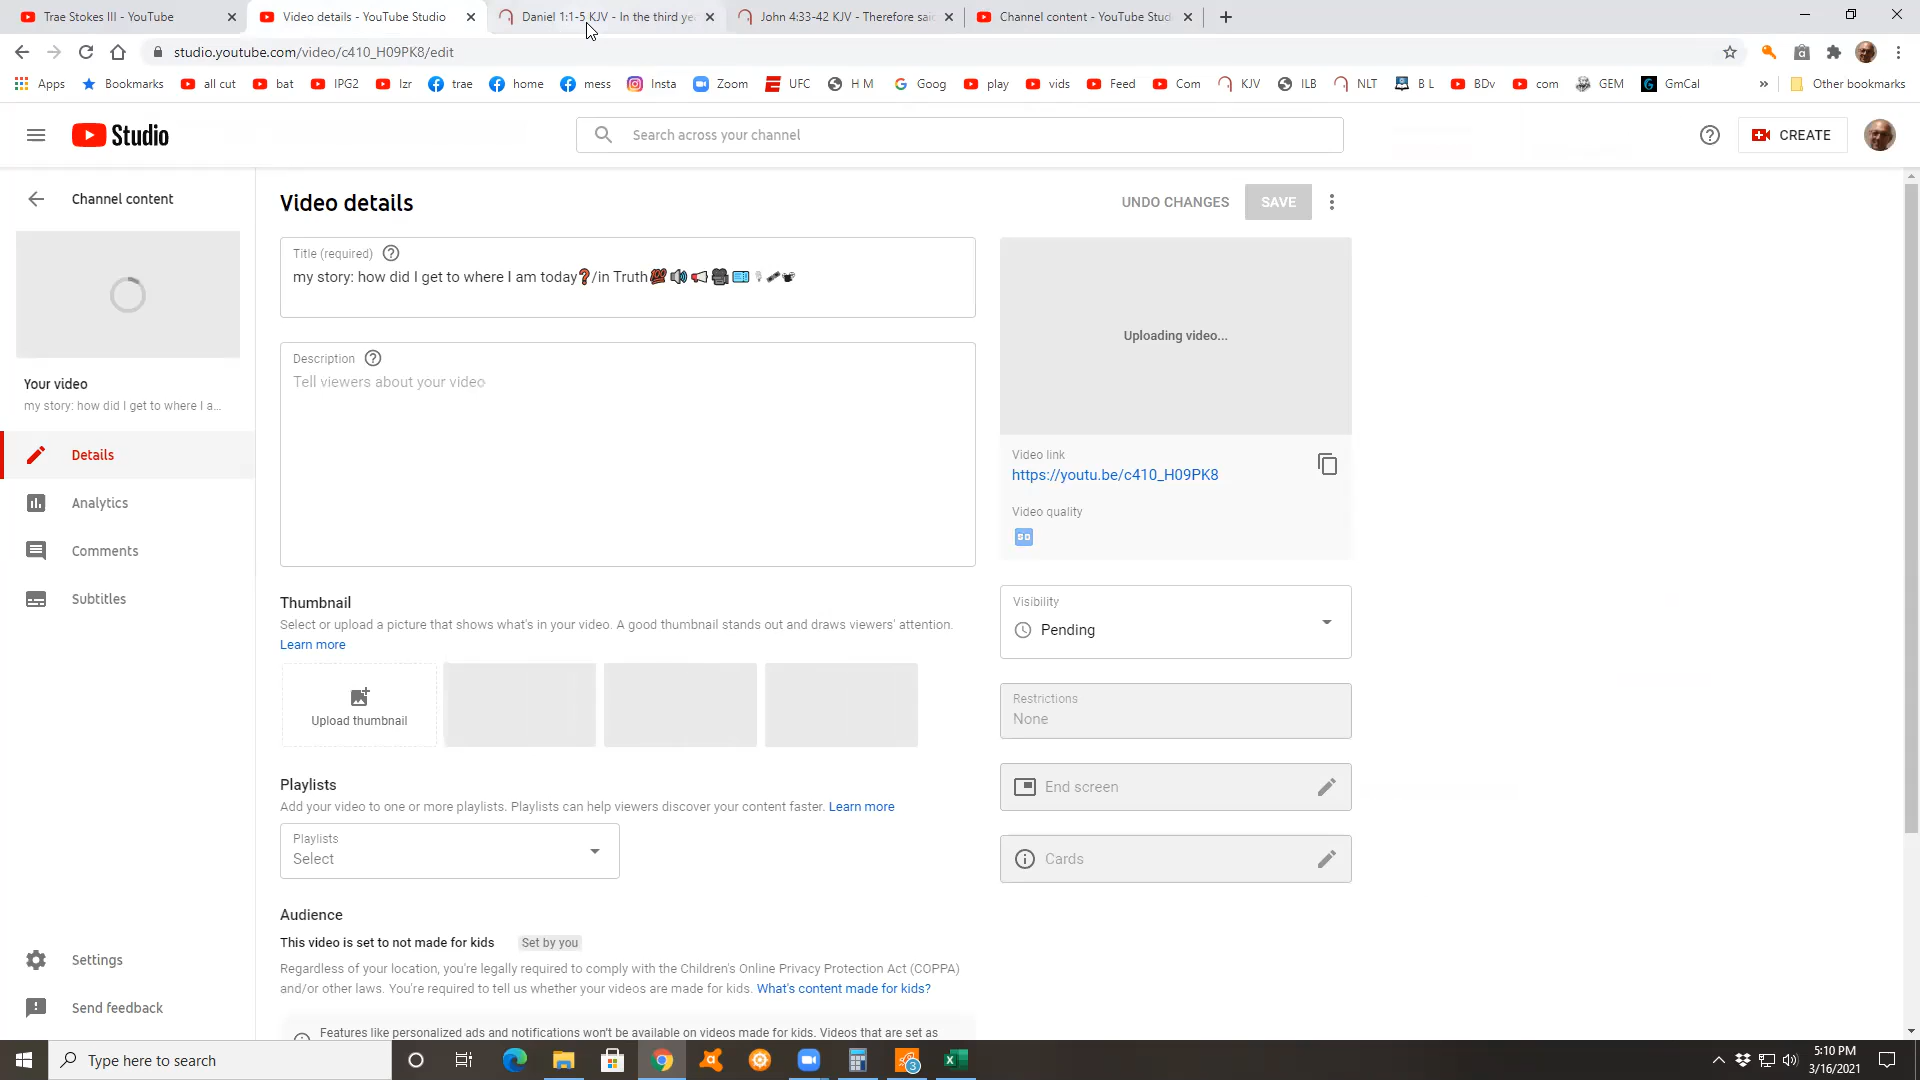 Trae Stokes III - YouTube
Video details - YouTube Studio
Daniel 1:1-5 KJV - In the third ye
John 4:33-42 KJV - Therefore sai
Channel content - YouTube Stud
studio.youtube.com/video/c410_H09PK8/edit
Apps Bookmarks all cut bat IPG2 lzr trae home mess Insta Zoom UFC H M Goog play vids Feed Com KJV ILB NLT B L BDv com GEM GmCal » Other bookmarks
Studio
Search across your channel
CREATE
Channel content
Your video
my story: how did I get to where I a...
Details
Analytics
Comments
Subtitles
Settings
Send feedback
Video details
UNDO CHANGES
SAVE
Title (required)
my story: how did I get to where I am today❓/in Truth💯🔊📢🎥🎫
Description
Tell viewers about your video
Thumbnail
Select or upload a picture that shows what's in your video. A good thumbnail stands out and draws viewers' attention.
Learn more
Upload thumbnail
Playlists
Add your video to one or more playlists. Playlists can help viewers discover your content faster. Learn more
Playlists
Select
Audience
This video is set to not made for kids Set by you
Regardless of your location, you're legally required to comply with the Children's Online Privacy Protection Act (COPPA)
and/or other laws. You're required to tell us whether your videos are made for kids. What's content made for kids?
Features like personalized ads and notifications won't be available on videos made for kids. Videos that are set as
Uploading video...
Video link
https://youtu.be/c410_H09PK8
Video quality
SD
Visibility
Pending
Restrictions
None
End screen
Cards
Type here to search
3
5:10 PM
3/16/2021